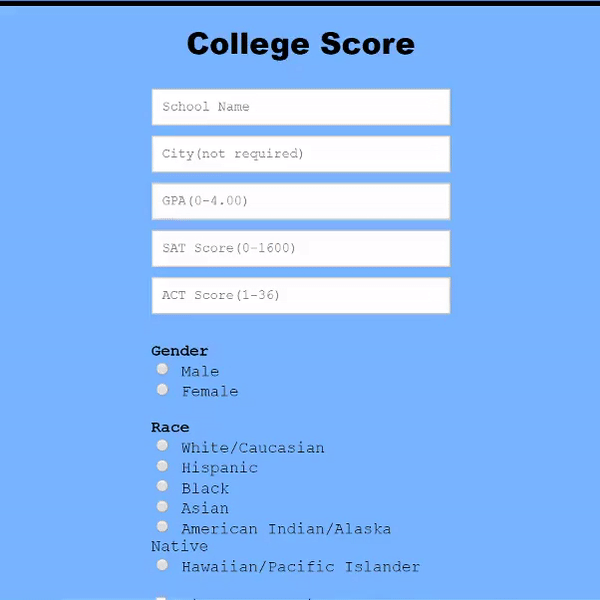 College Score
School Name
City(not required)
GPA(0-4.00)
SAT Score(0-1600)
ACT Score(1-36)
Gender
Male
Female
Race
White/Caucasian
Hispanic
Black
Asian
American Indian/Alaska
Native
Hawaiian/Pacific Islander